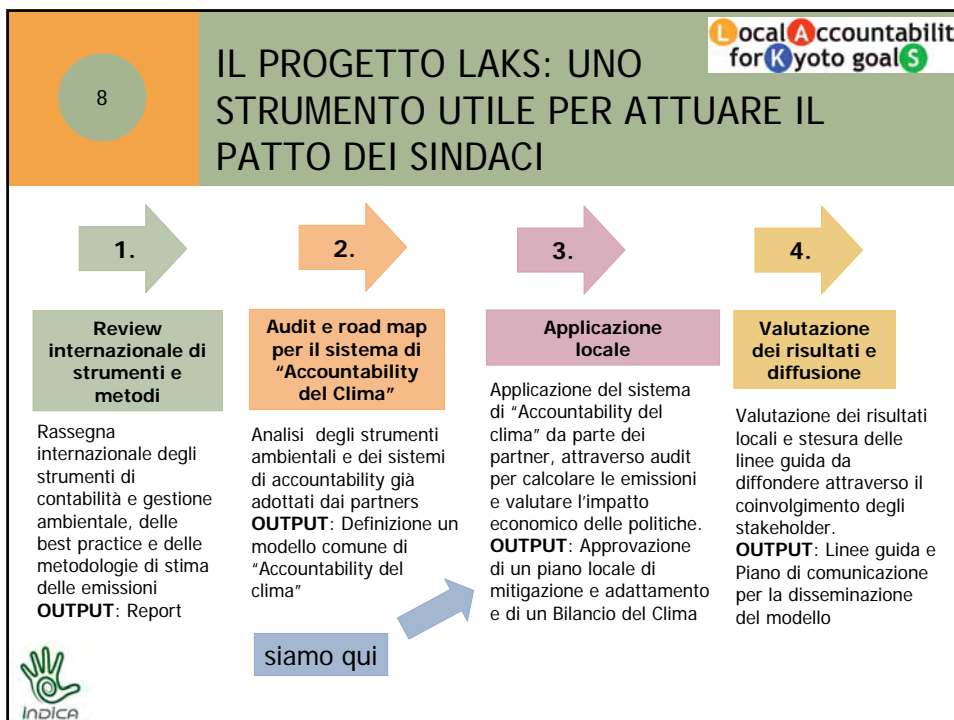 8
IL PROGETTO LAKS: UNO
STRUMENTO UTILE PER ATTUARE IL
PATTO DEI SINDACI
Local Accountabilit
for Kyoto goalS
1.
Review
internazionale di
strumenti e
metodi
Rassegna
internazionale degli
strumenti di
contabilità e gestione
ambientale, delle
best practice e delle
metodologie di stima
delle emissioni
OUTPUT: Report
2.
Audit e road map
per il sistema di
“Accountability
del Clima”
Analisi degli strumenti
ambientali e dei sistemi
di accountability già
adottati dai partners
OUTPUT: Definizione un
modello comune di
“Accountability del
clima”
3.
Applicazione
locale
Applicazione del sistema
di “Accountability del
clima” da parte dei
partner, attraverso audit
per calcolare le emissioni
e valutare l’impatto
economico delle politiche.
OUTPUT: Approvazione
di un piano locale di
mitigazione e adattamento
e di un Bilancio del Clima
4.
Valutazione
dei risultati e
diffusione
Valutazione dei risultati
locali e stesura delle
linee guida da
diffondere attraverso il
coinvolgimento degli
stakeholder.
OUTPUT: Linee guida e
Piano di comunicazione
per la disseminazione
del modello
siamo qui
INDICA